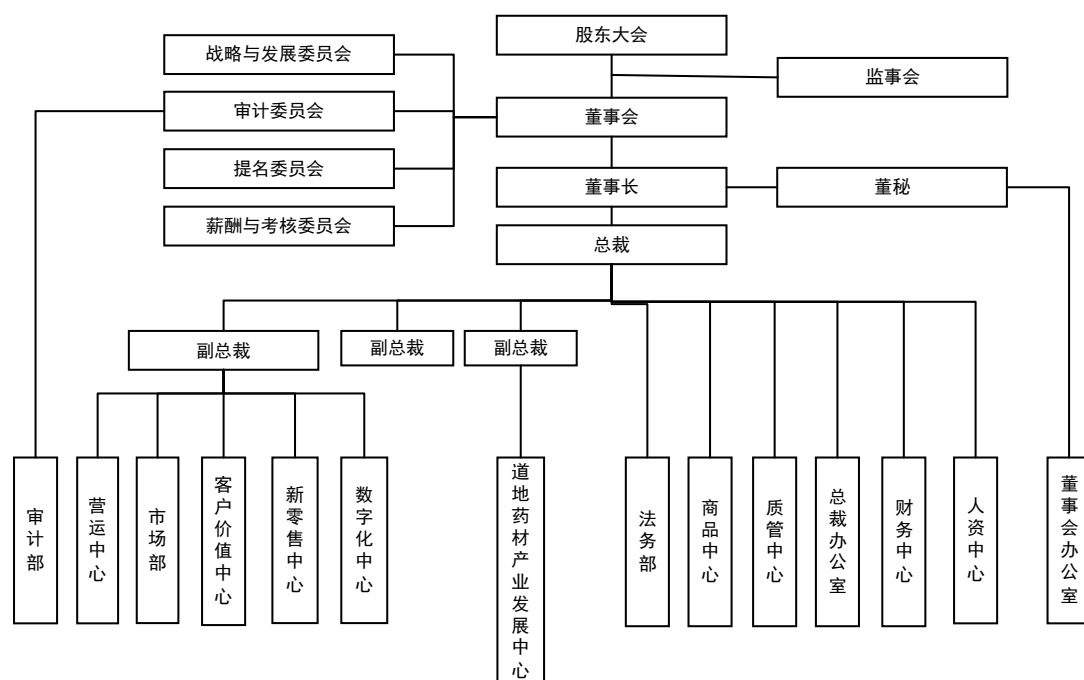 股东大会
战略与发展委员会
监事会
审计委员会
董事会
提名委员会
董事长
董秘
薪酬与考核委员会
总裁
副总裁
副总裁
副总裁
审计部
营运中心
市场部
客户价值中心
新零售中心
数字化中心
道地药材产业发展中心
法务部
商品中心
质管中心
总裁办公室
财务中心
人资中心
董事会办公室